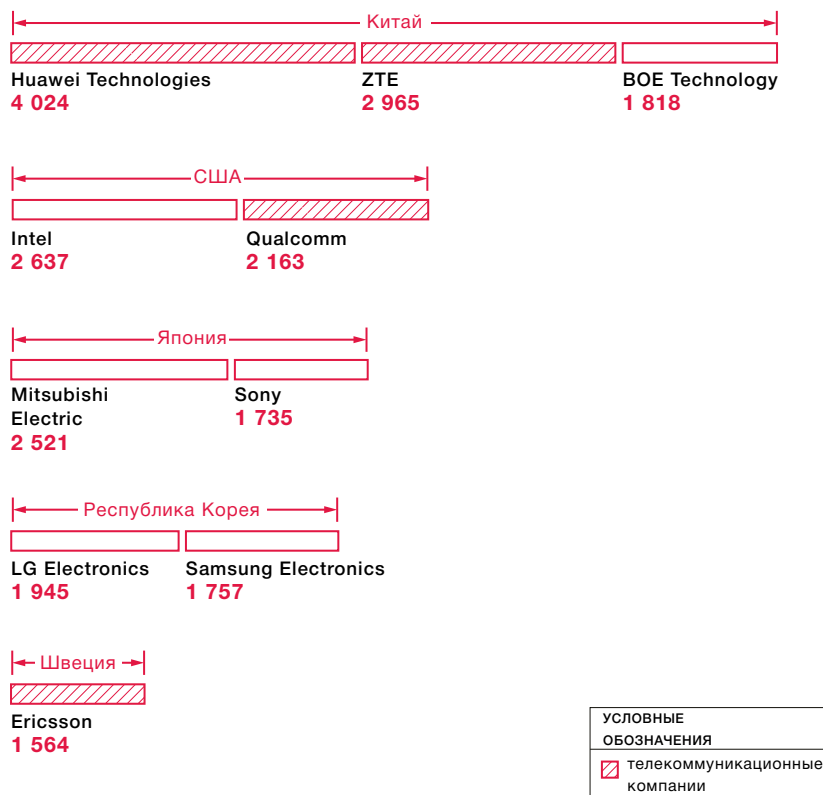 Китай
Huawei Technologies
4 024
ZTE
2 965
BOE Technology
1 818
США
Intel
2 637
Qualcomm
2 163
Япония
Mitsubishi
Electric
2 521
Sony
1 735
Республика Корея
LG Electronics
1 945
Samsung Electronics
1 757
Швеция
Ericsson
1 564
УСЛОВНЫЕ
ОБОЗНАЧЕНИЯ
телекоммуникационные
компании